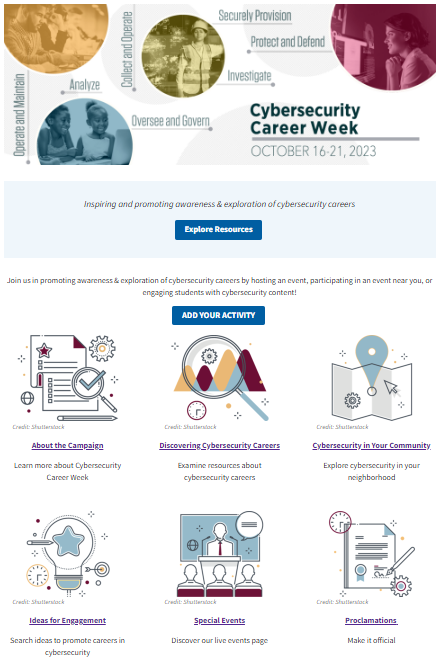 Securely Provision
Collect and Operate
Protect and Defend
Operate and Maintain
Analyze
Investigate
Oversee and Govern
Cybersecurity
Career Week
OCTOBER 16-21, 2023
Inspiring and promoting awareness & exploration of cybersecurity careers
Explore Resources
Join us in promoting awareness & exploration of cybersecurity careers by hosting an event, participating in an event near you, or
engaging students with cybersecurity content!
ADD YOUR ACTIVITY
Credit: Shutterstock
Credit: Shutterstock
Credit: Shutterstock
About the Campaign
Discovering Cybersecurity Careers
Cybersecurity in Your Community
Learn more about Cybersecurity
Career Week
Examine resources about
cybersecurity careers
Explore cybersecurity in your
neighborhood
Credit: Shutterstock
Credit: Shutterstock
Credit: Shutterstock
Ideas for Engagement
Special Events
Proclamations
Search ideas to promote careers in
cybersecurity
Discover our live events page
Make it official